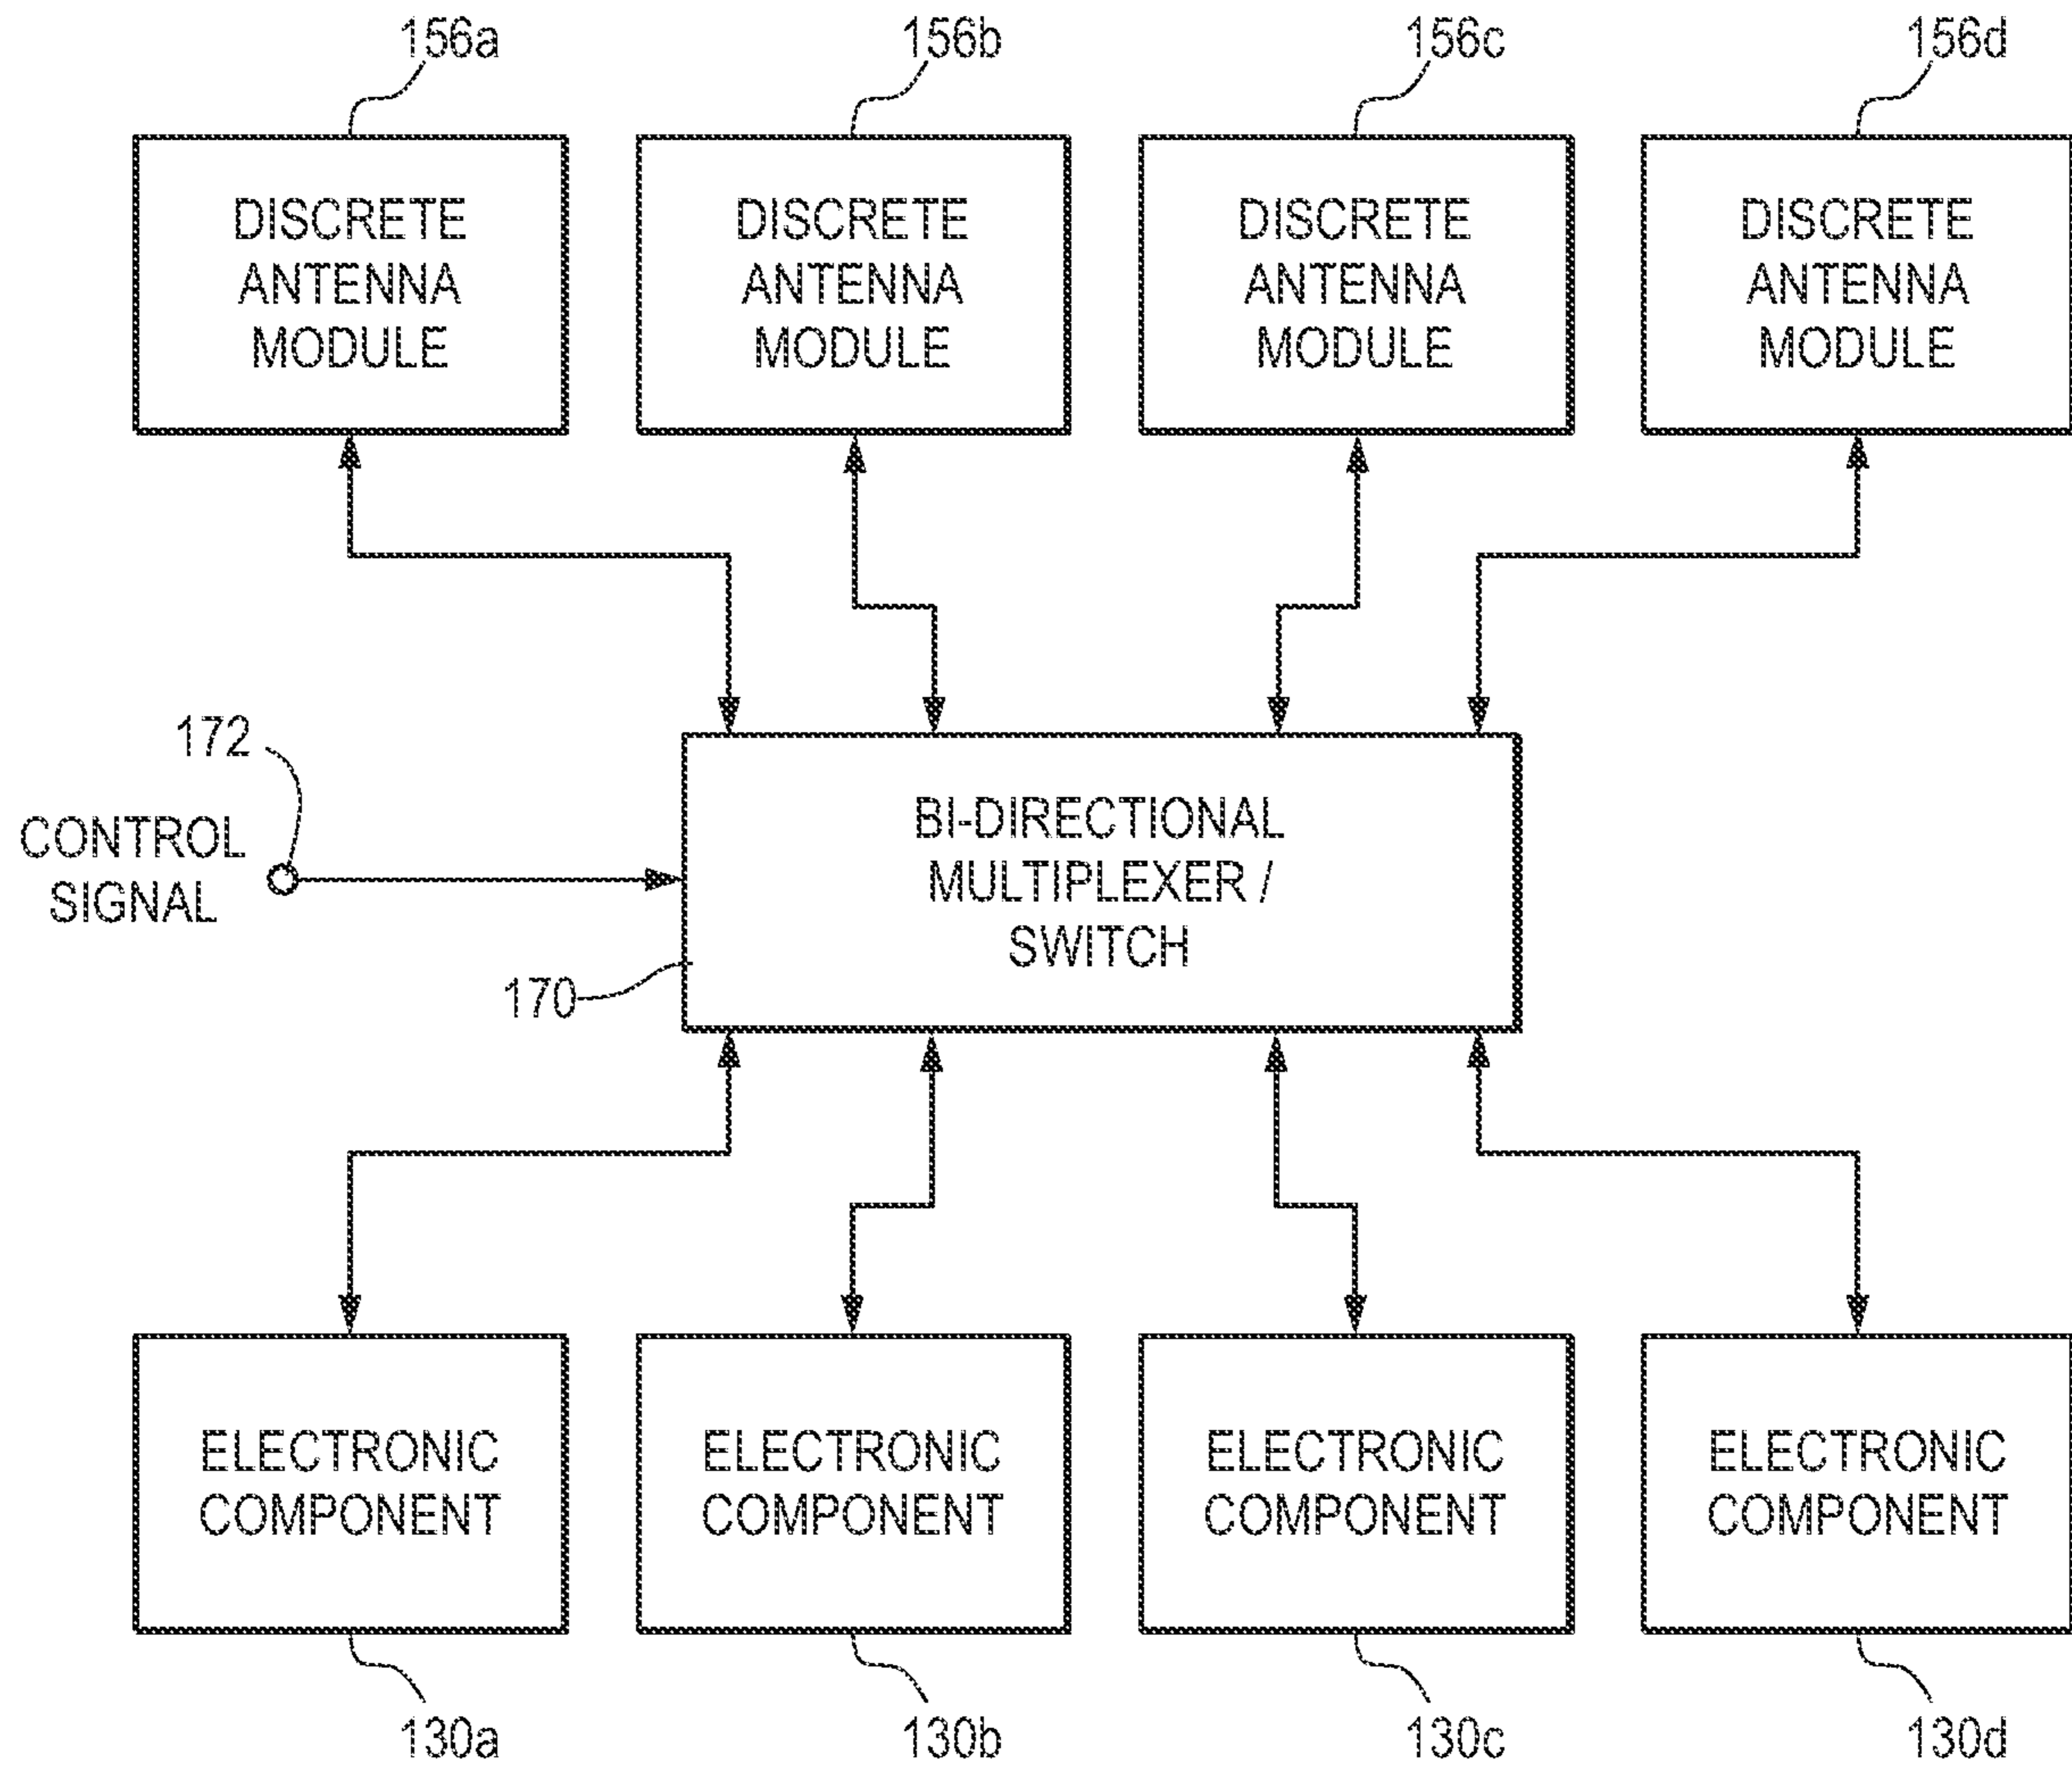 156a
156b
156c
156d
DISCRETE
ANTENNA
MODULE
DISCRETE
ANTENNA
MODULE
DISCRETE
ANTENNA
MODULE
DISCRETE
ANTENNA
MODULE
172
CONTROL
SIGNAL
BI-DIRECTIONAL
MULTIPLEXER /
SWITCH
170
ELECTRONIC
COMPONENT
ELECTRONIC
COMPONENT
ELECTRONIC
COMPONENT
ELECTRONIC
COMPONENT
130a
130b
130c
130d